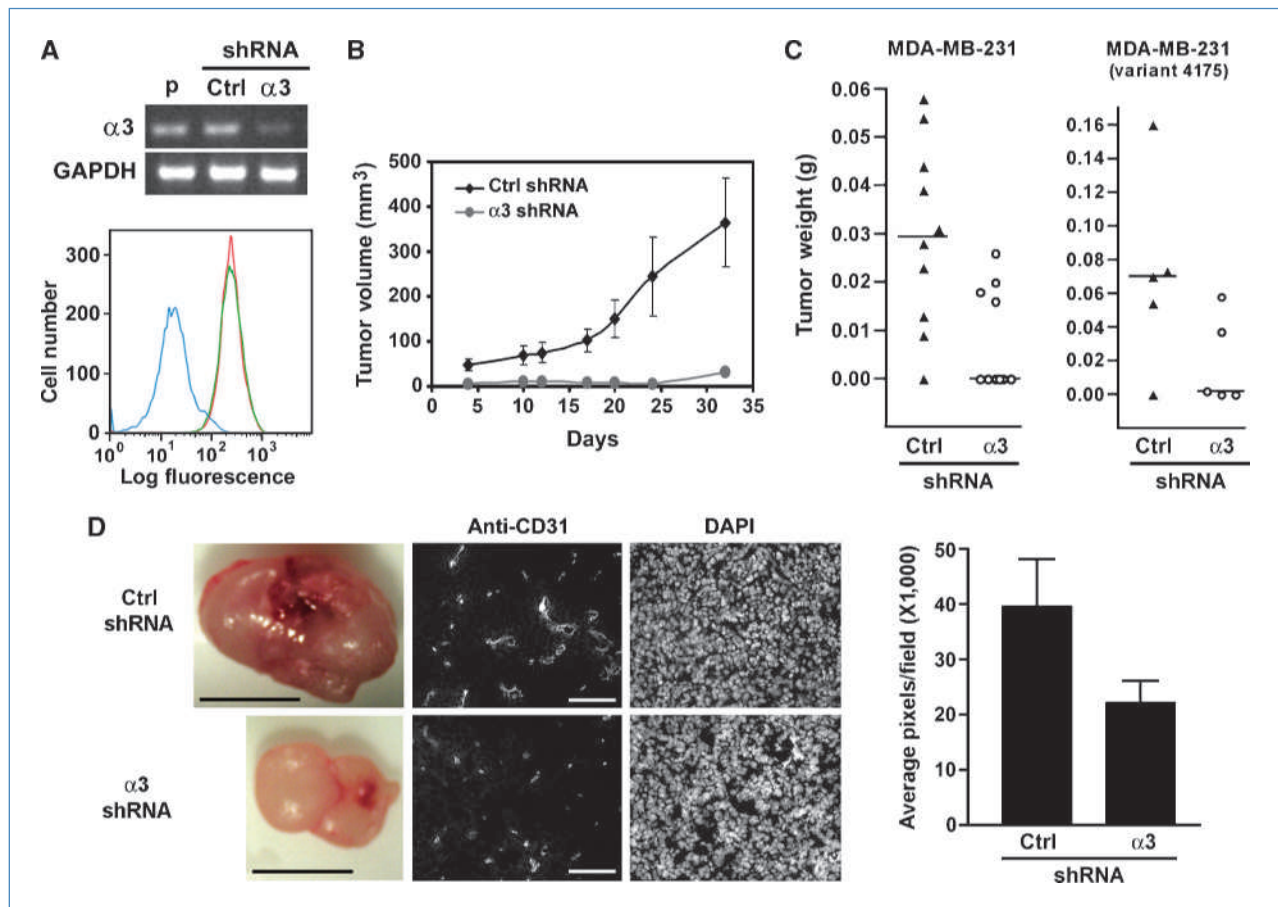 A
shRNA
p Ctrl α3
α3
GAPDH
Cell number
300
200
100
0
10⁰ 10¹ 10² 10³
Log fluorescence
B
Tumor volume (mm³)
500
400
300
200
100
0
Ctrl shRNA
α3 shRNA
0 5 10 15 20 25 30 35
Days
C
MDA-MB-231
Tumor weight (g)
0.06
0.05
0.04
0.03
0.02
0.01
0.00
Ctrl α3
shRNA
MDA-MB-231
(variant 4175)
0.16
0.14
0.12
0.10
0.08
0.06
0.04
0.02
0.00
Ctrl α3
shRNA
D
Anti-CD31 DAPI
Ctrl
shRNA
α3
shRNA
Average pixels/field (X1,000)
50
40
30
20
10
0
Ctrl α3
shRNA